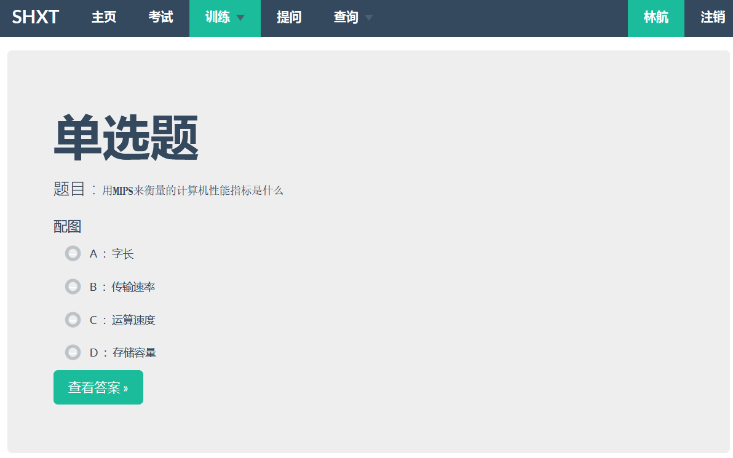 SHXT 主页 考试 训练 提问 查询 林航 注销
单选题
题目：用MIPS来衡量的计算机性能指标是什么
配图
A ：字长
B ：传输速率
C ：运算速度
D ：存储容量
查看答案 »